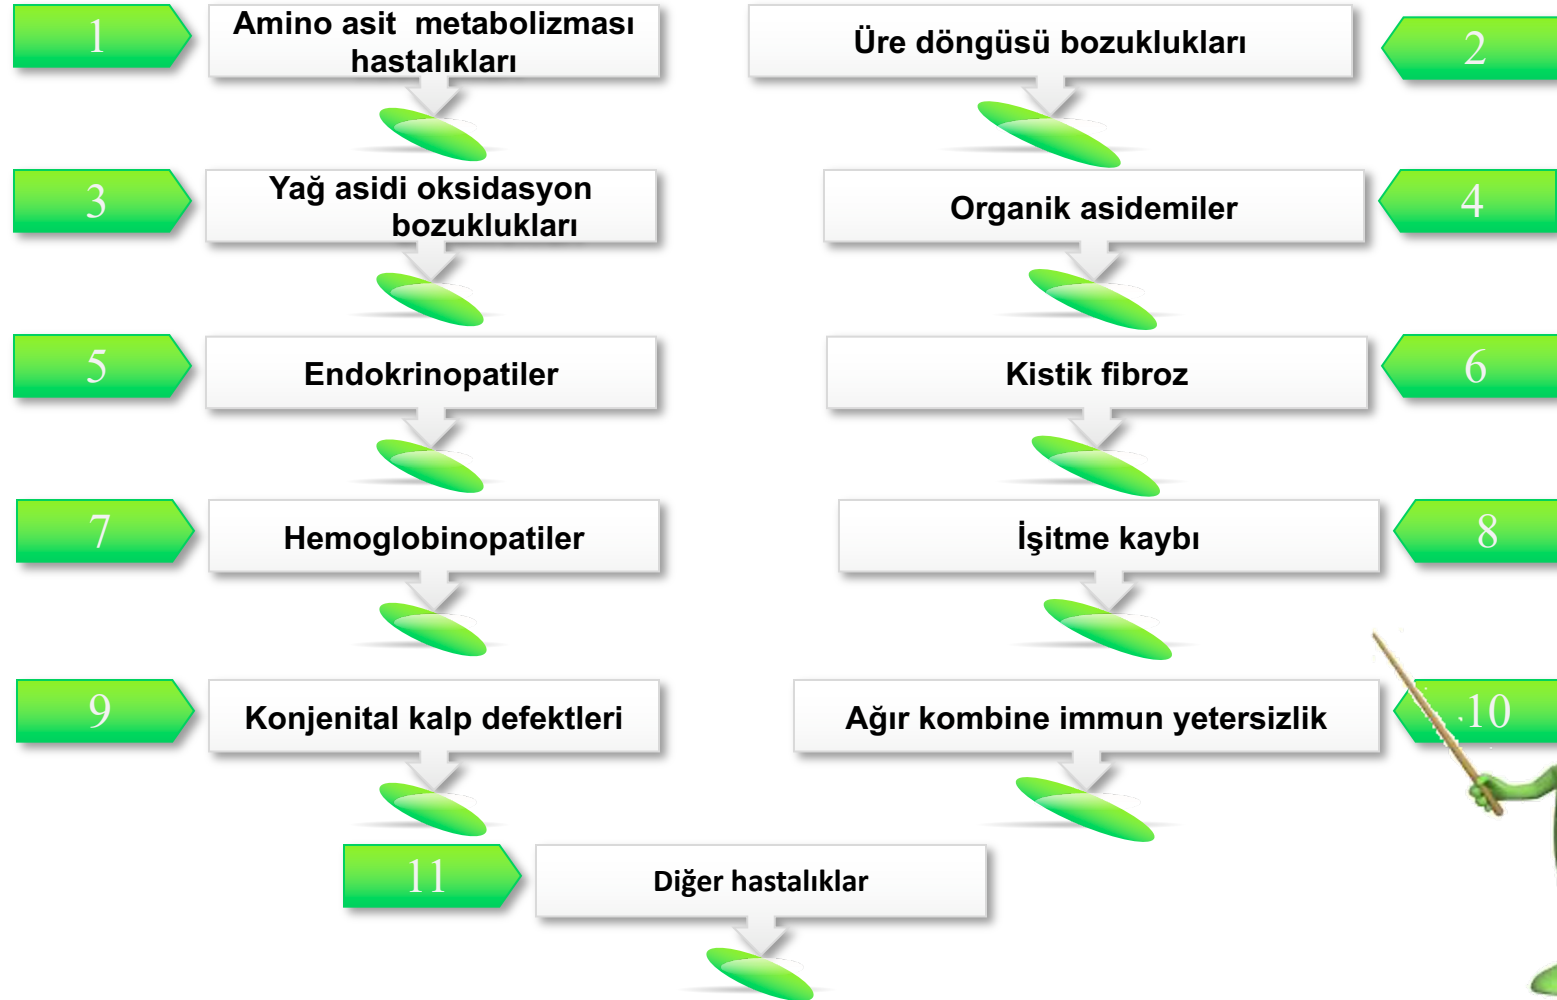 1
Amino asit metabolizması
hastalıkları
Üre döngüsü bozuklukları
2
3
Yağ asidi oksidasyon
bozuklukları
Organik asidemiler
4
5
Endokrinopatiler
Kistik fibroz
6
7
Hemoglobinopatiler
İşitme kaybı
8
9
Konjenital kalp defektleri
Ağır kombine immun yetersizlik
10
11
Diğer hastalıklar